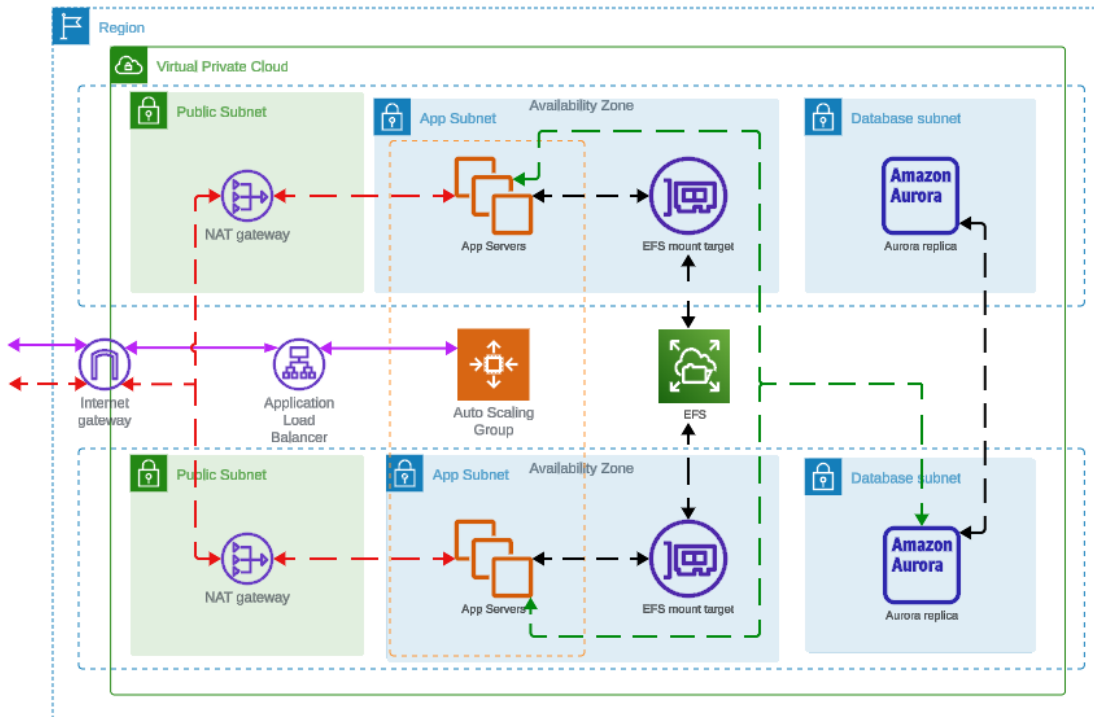 Region
Virtual Private Cloud
Public Subnet
App Subnet
Availability Zone
Database subnet
Amazon
Aurora
NAT gateway
App Servers
EFS mount target
Aurora replica
Internet
gateway
Application
Load
Balancer
Auto Scaling
Group
EFS
Public Subnet
App Subnet
Availability Zone
Database subnet
Amazon
Aurora
NAT gateway
App Servers
EFS mount target
Aurora replica